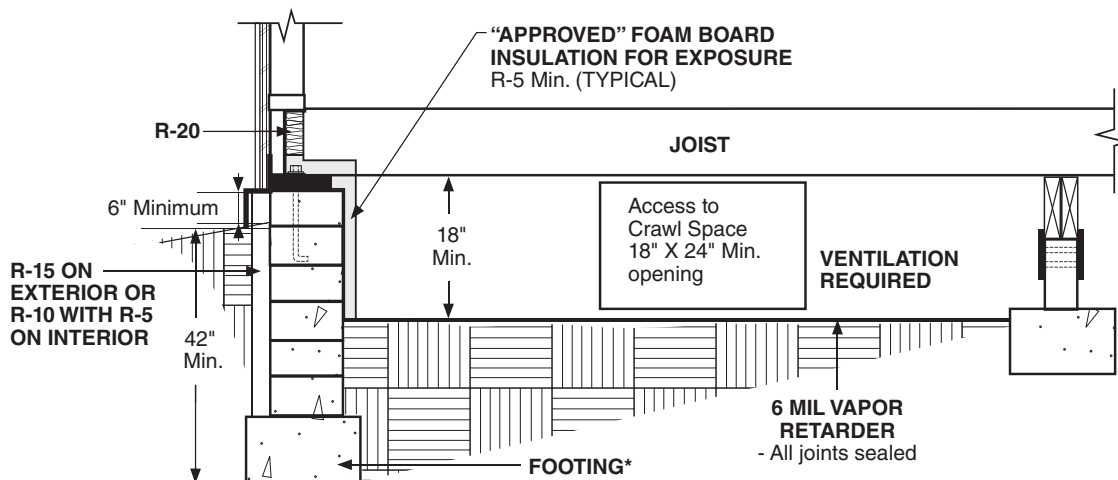 “APPROVED” FOAM BOARD
INSULATION FOR EXPOSURE
R-5 Min. (TYPICAL)
R-20
JOIST
6" Minimum
18"
Min.
Access to
Crawl Space
18" X 24" Min.
opening
VENTILATION
REQUIRED
R-15 ON
EXTERIOR OR
R-10 WITH R-5
ON INTERIOR
42"
Min.
6 MIL VAPOR
RETARDER
- All joints sealed
FOOTING*